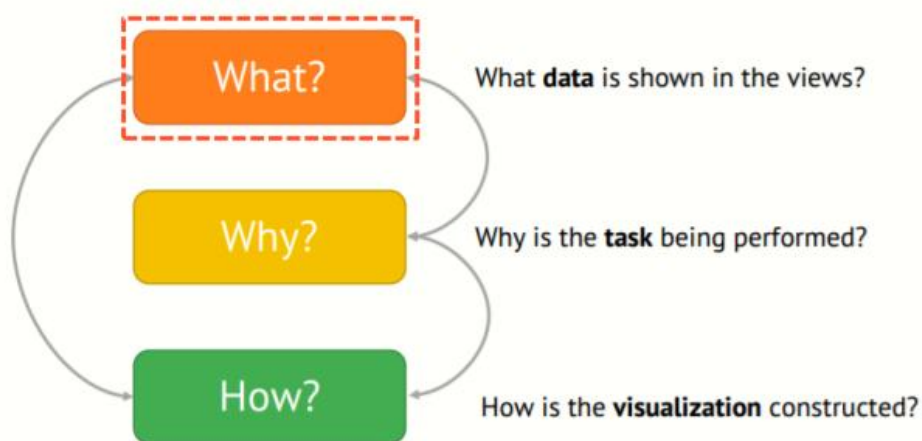 What?
What data is shown in the views?
Why?
Why is the task being performed?
How?
How is the visualization constructed?